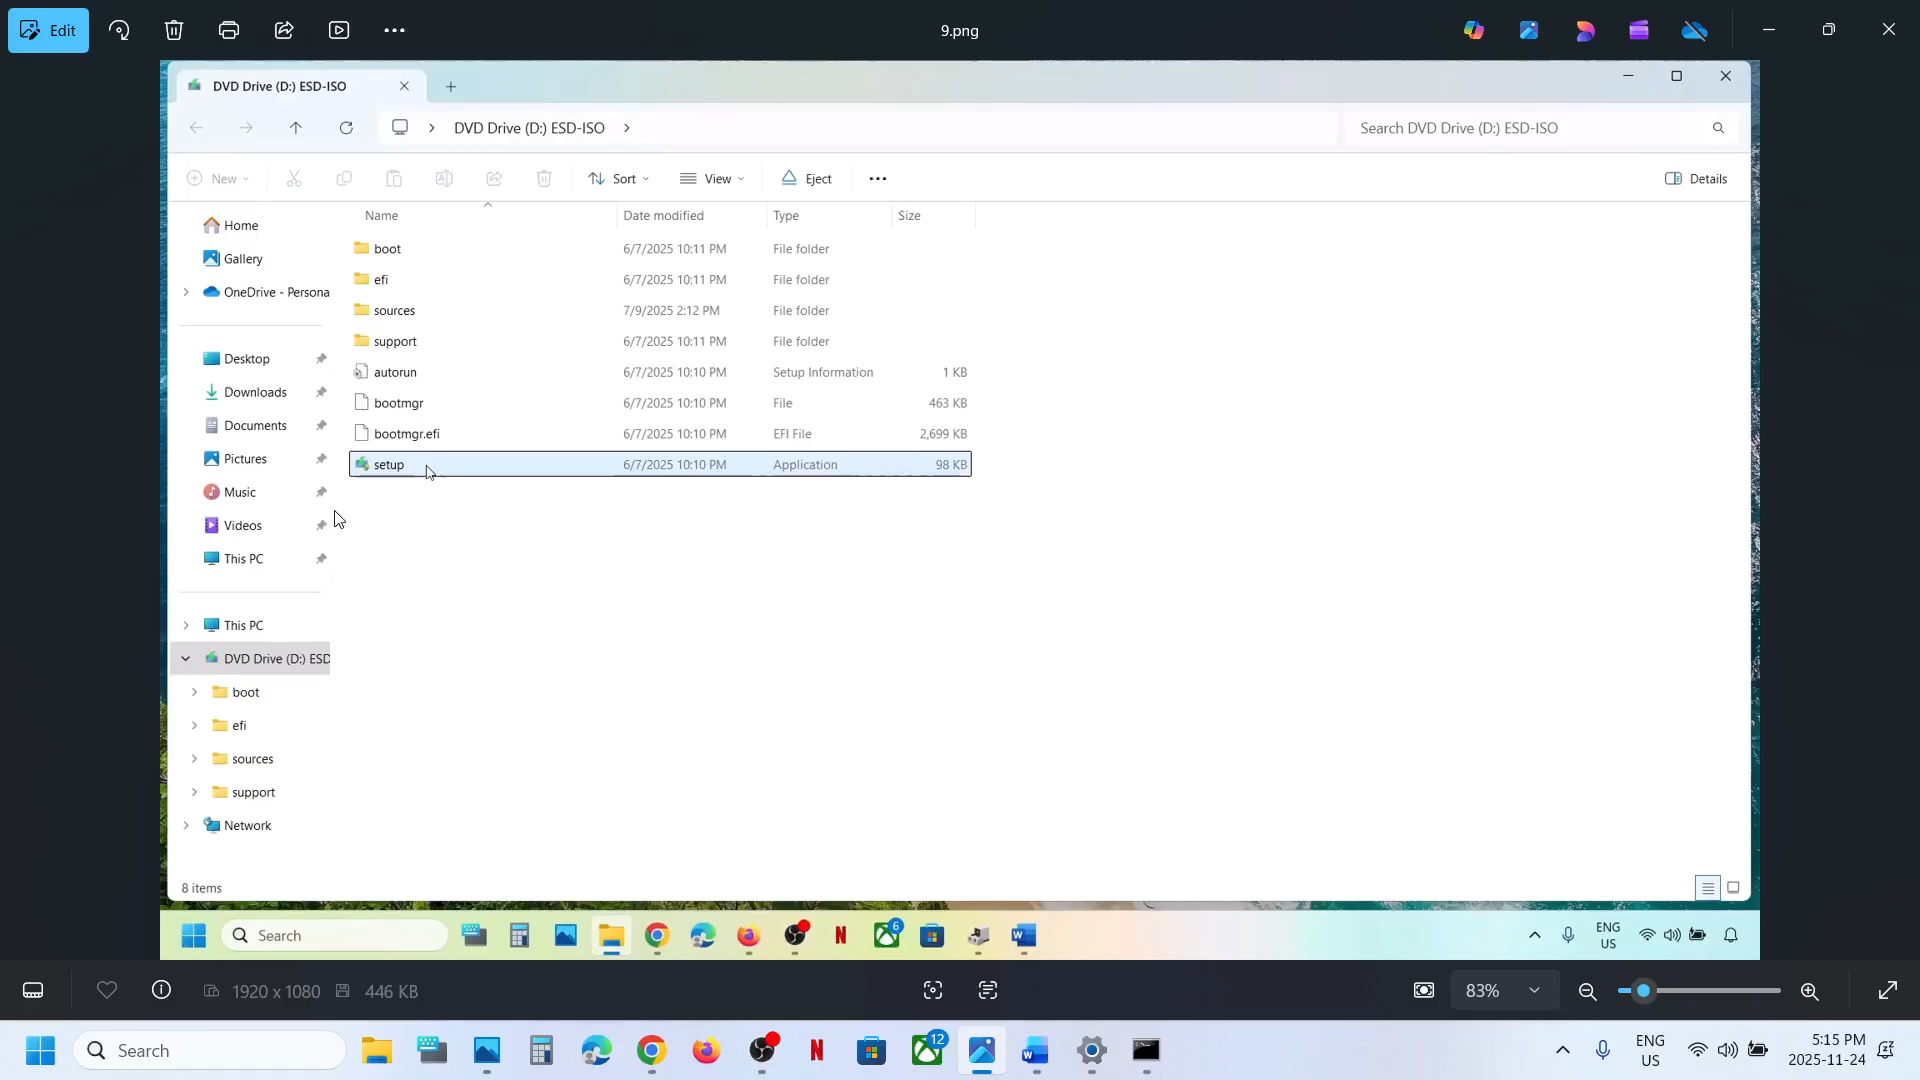 Edit
9.png
DVD Drive (D:) ESD-ISO
DVD Drive (D:) ESD-ISO
Search DVD Drive (D:) ESD-ISO
New
Sort
View
Eject
Details
Name Date modified Type Size
boot 6/7/2025 10:11 PM File folder
efi 6/7/2025 10:11 PM File folder
sources 7/9/2025 2:12 PM File folder
support 6/7/2025 10:11 PM File folder
autorun 6/7/2025 10:10 PM Setup Information 1 KB
bootmgr 6/7/2025 10:10 PM File 463 KB
bootmgr.efi 6/7/2025 10:10 PM EFI File 2,699 KB
setup 6/7/2025 10:10 PM Application 98 KB
Home
Gallery
OneDrive - Persona
Desktop
Downloads
Documents
Pictures
Music
Videos
This PC
This PC
DVD Drive (D:) ESD
boot
efi
sources
support
Network
8 items
Search
N
6
W
ENG
US
1920 x 1080
446 KB
83%
Search
N
12
W
ENG
US
5:15 PM
2025-11-24